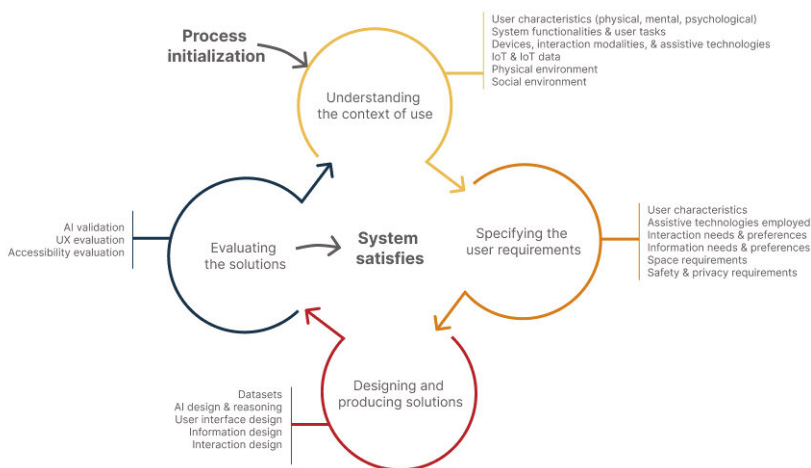 Process
initialization
User characteristics (physical, mental, psychological)
System functionalities & user tasks
Devices, interaction modalities, & assistive technologies
IoT & IoT data
Physical environment
Social environment
Understanding
the context of use
AI validation
UX evaluation
Accessibility evaluation
Evaluating
the solutions
System
satisfies
Specifying the
user requirements
User characteristics
Assistive technologies employed
Interaction needs & preferences
Information needs & preferences
Space requirements
Safety & privacy requirements
Designing and
producing solutions
Datasets
AI design & reasoning
User interface design
Information design
Interaction design